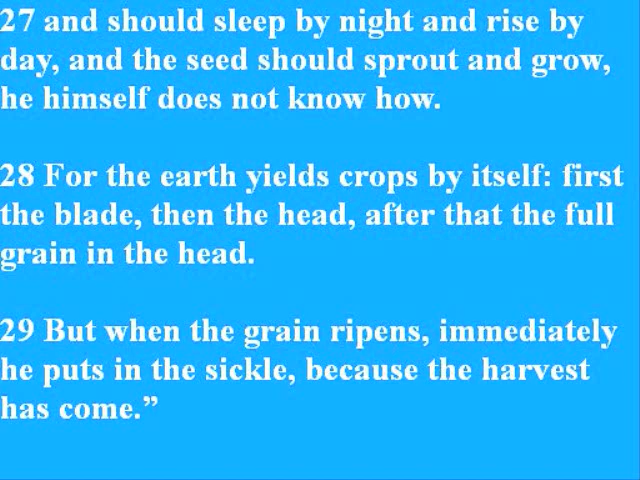 27 and should sleep by night and rise by
day, and the seed should sprout and grow,
he himself does not know how.
28 For the earth yields crops by itself: first
the blade, then the head, after that the full
grain in the head.
29 But when the grain ripens, immediately
he puts in the sickle, because the harvest
has come.”